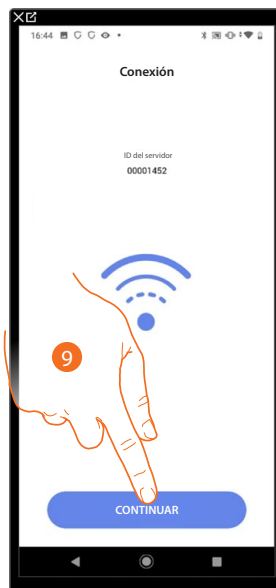 16:44
Conexión
ID del servidor
00001452
9
CONTINUAR